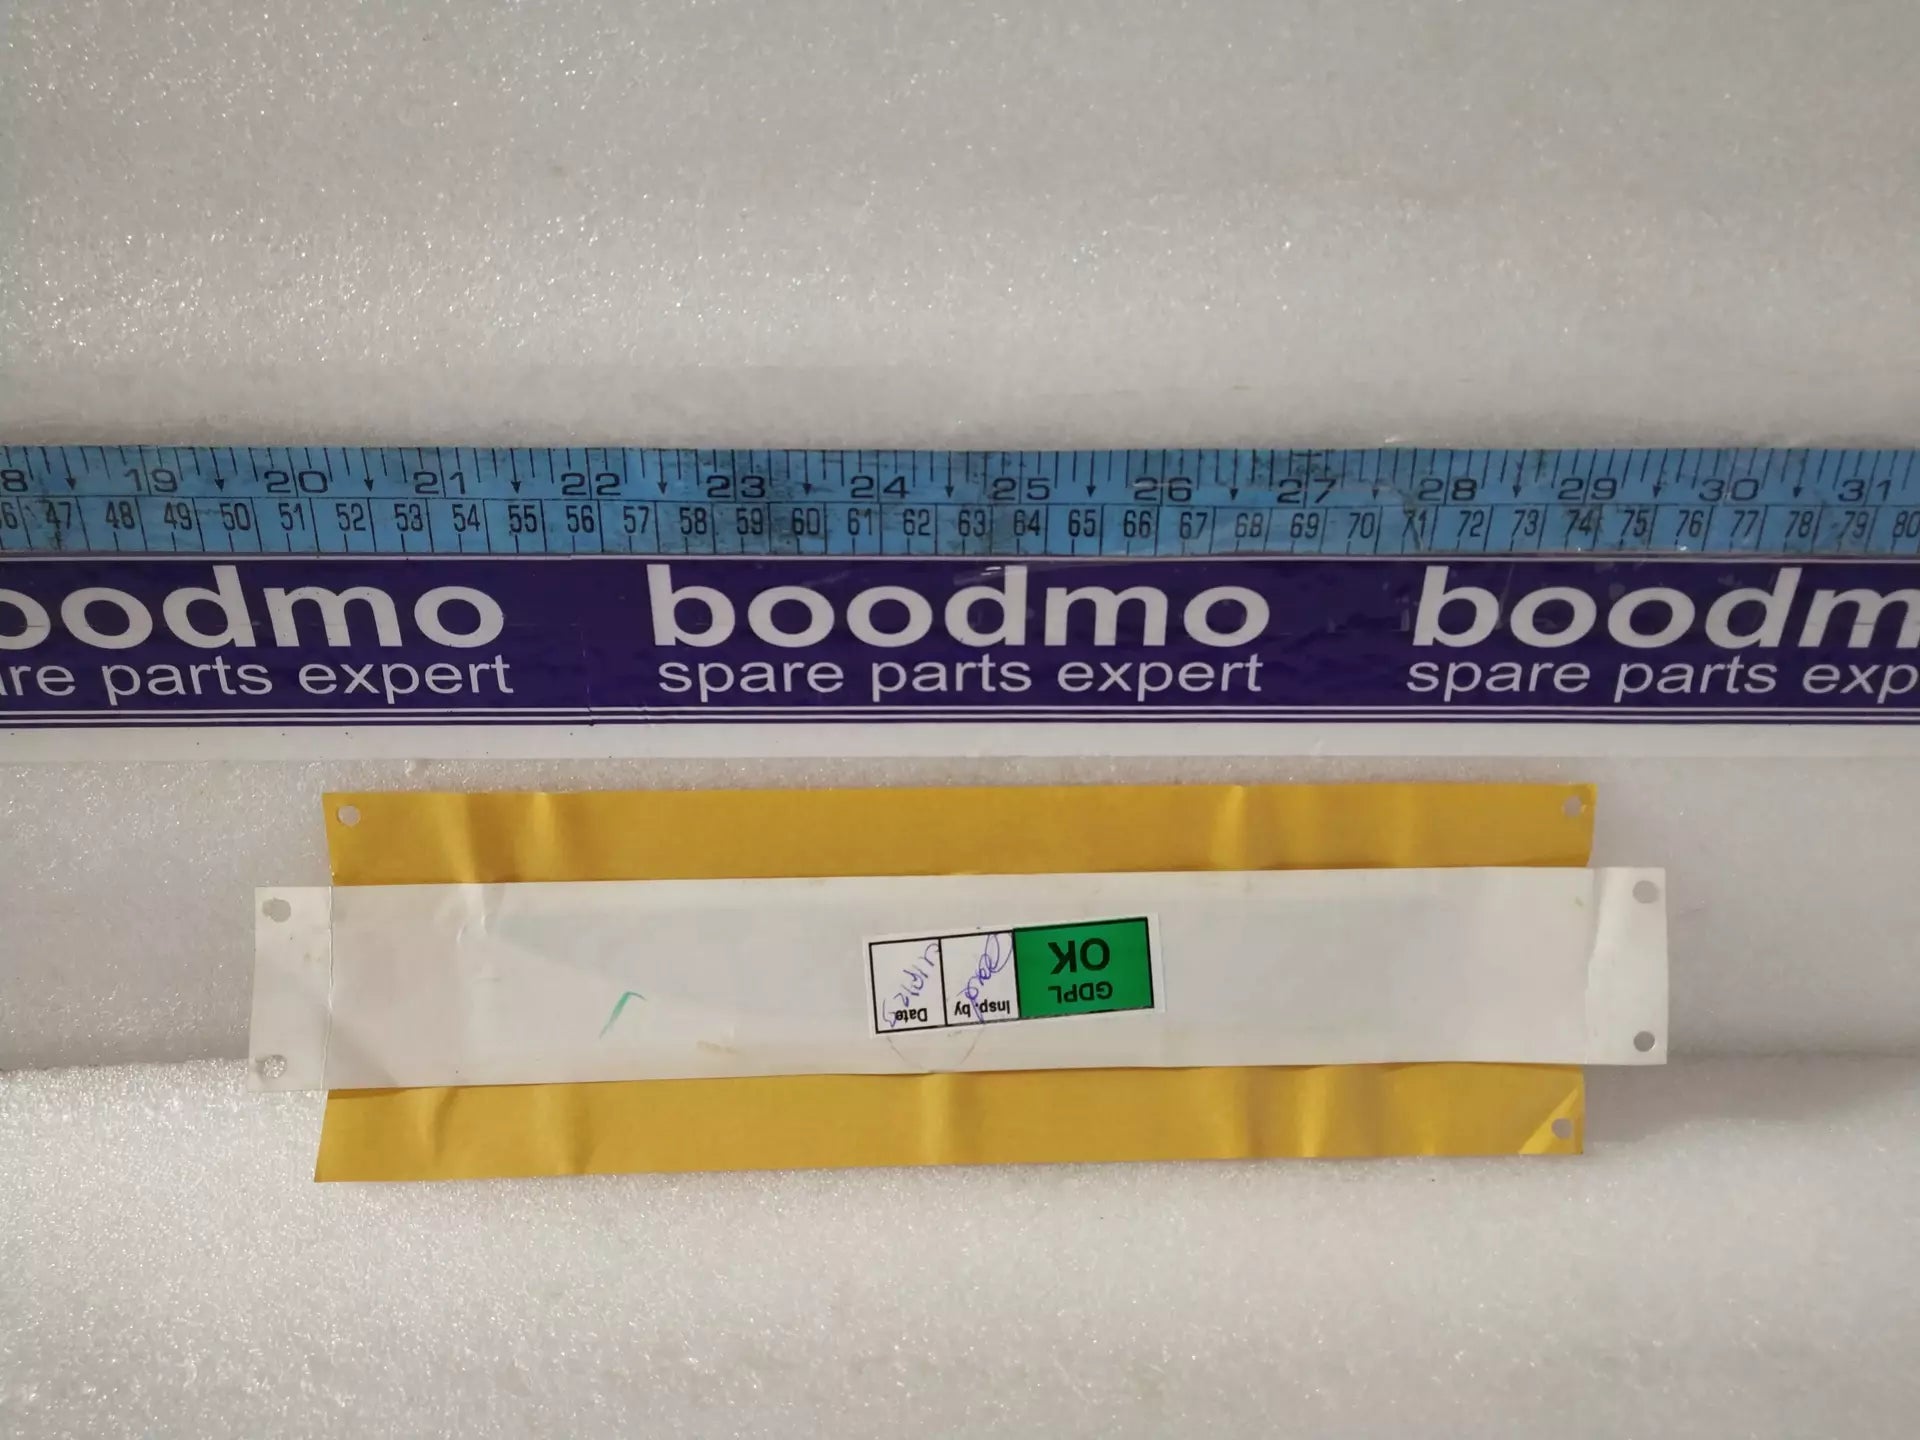 8 19 20 21 22 23 24 25 26 27 28 29 30 31
6 47 48 49 50 51 52 53 54 55 56 57 58 59 60 61 62 63 64 65 66 67 68 69 70 71 72 73 74 75 76 77 78 79 80
oodmo boodmo boodm
re parts expert spare parts expert spare parts exp
GDPL
OK
Insp. by
Date